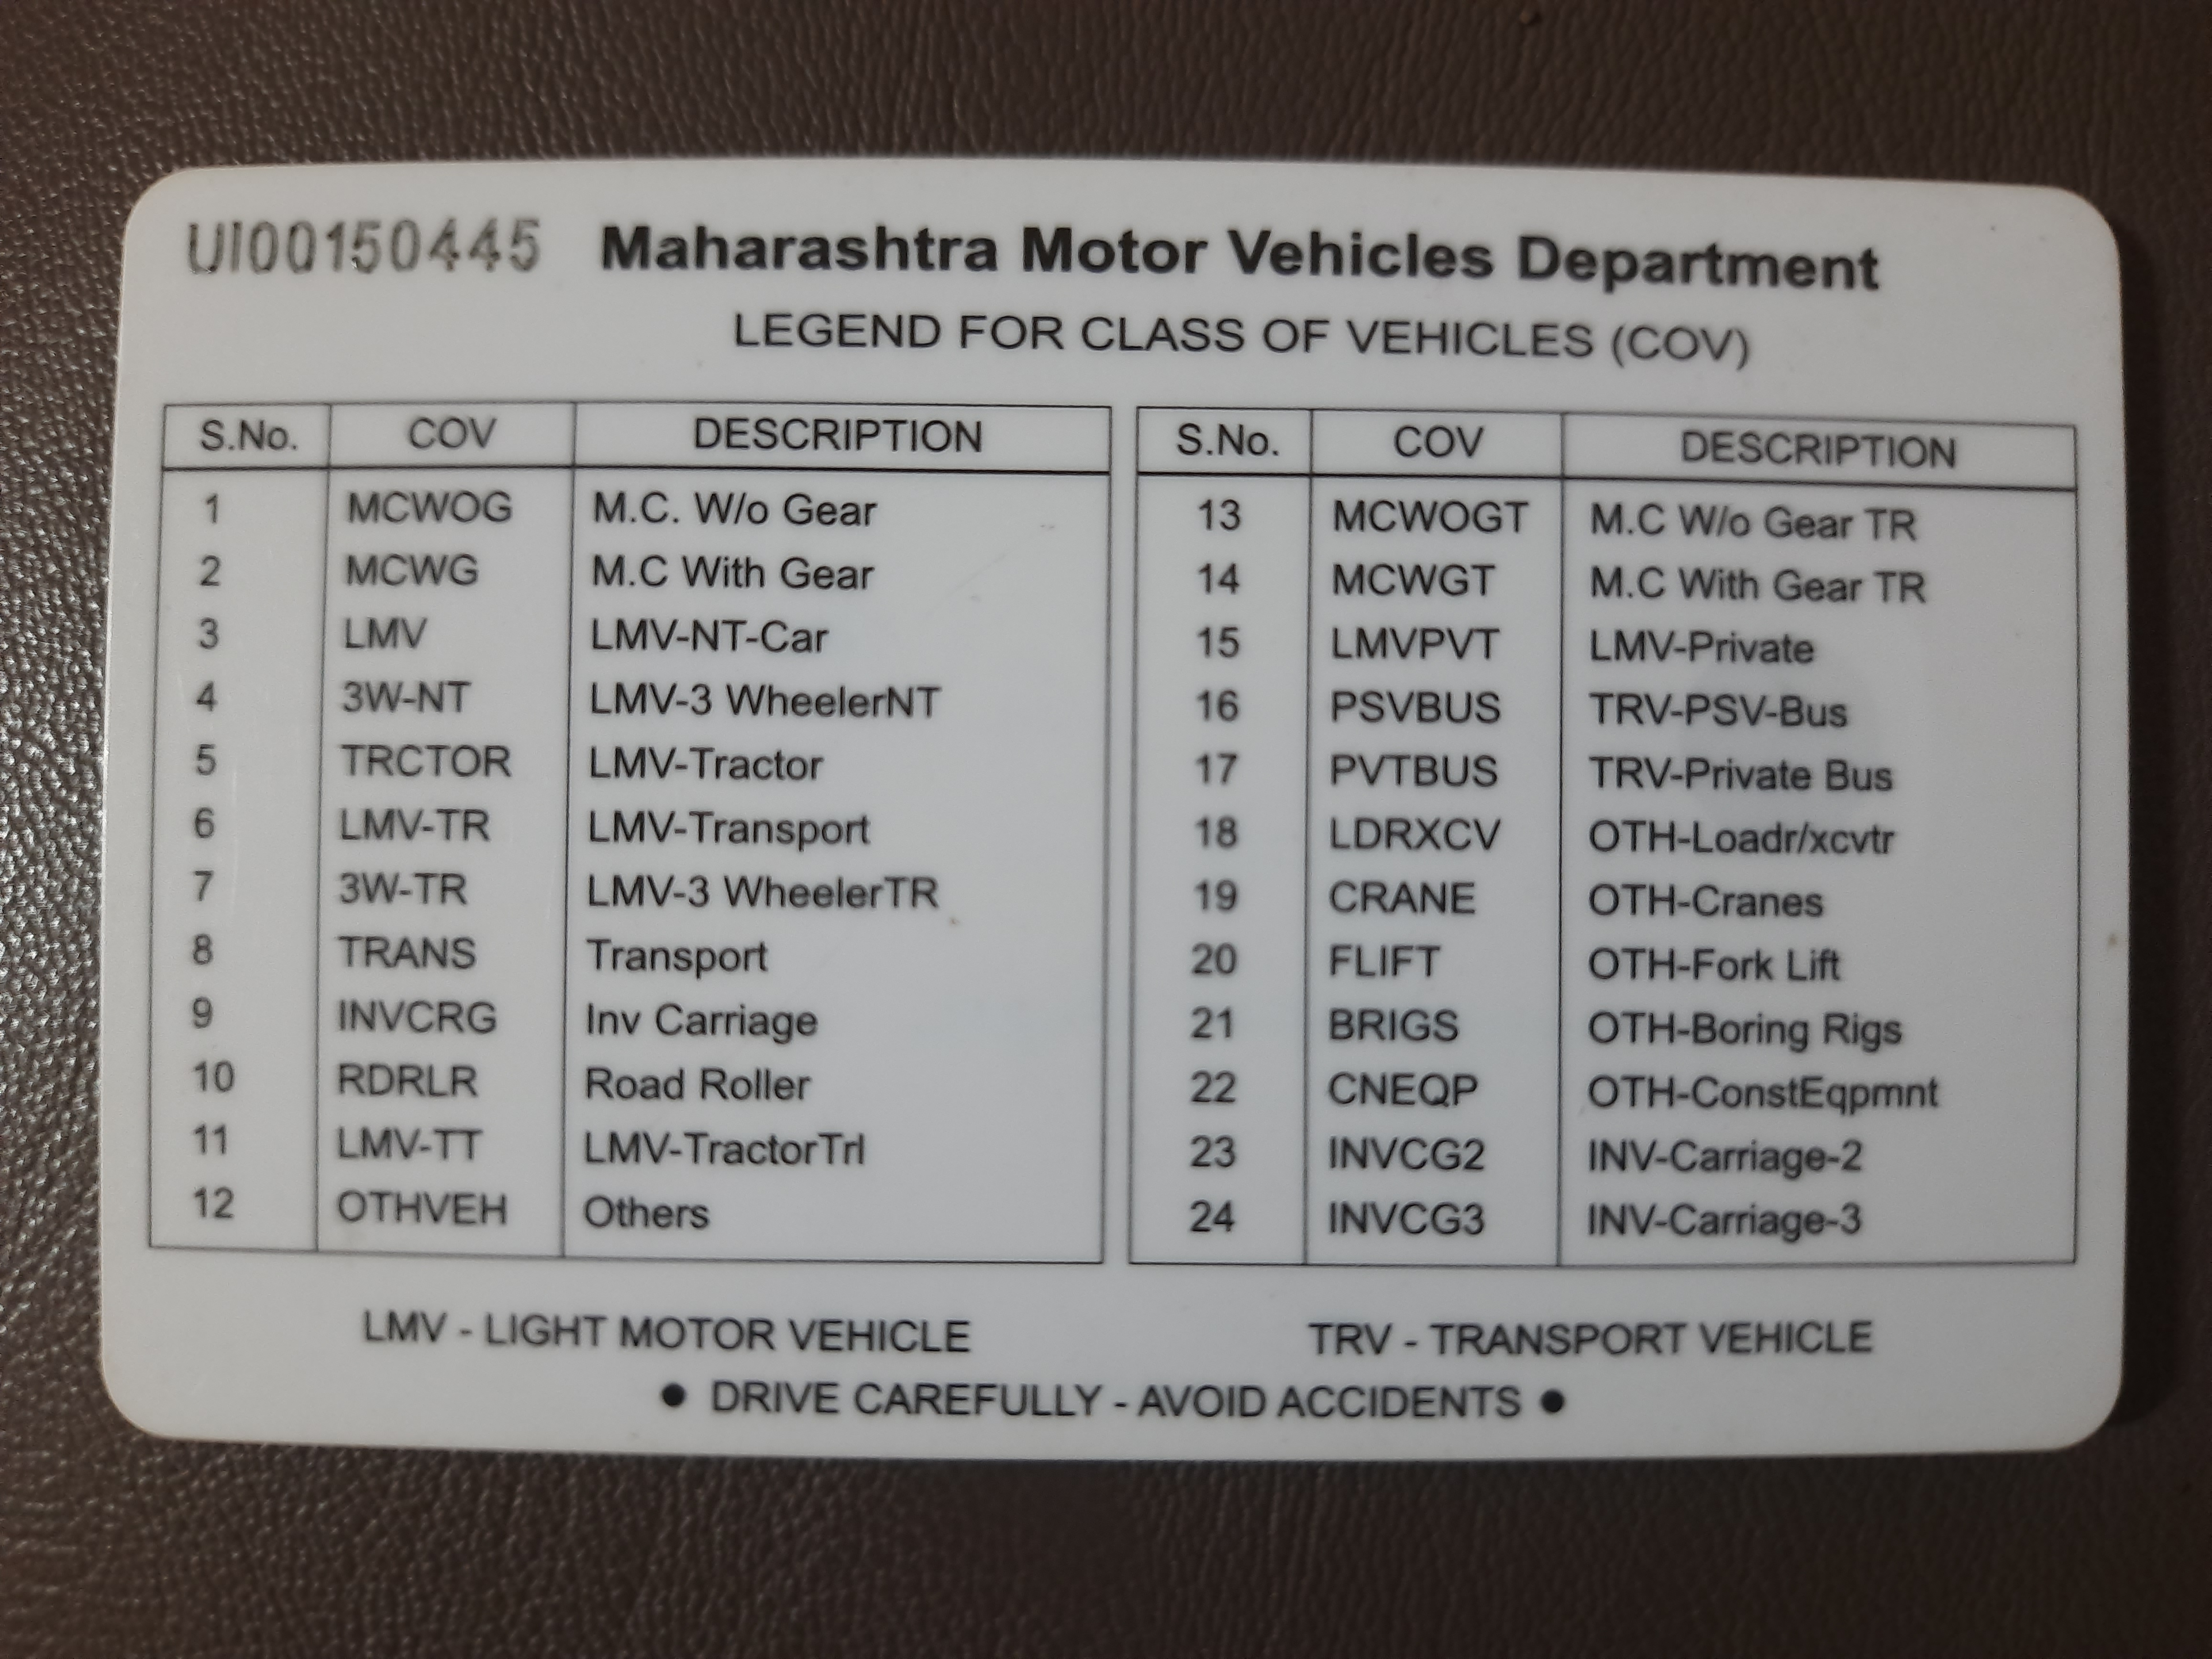 UI00150445 Maharashtra Motor Vehicles Department
LEGEND FOR CLASS OF VEHICLES (COV)
S.No. COV DESCRIPTION
1 MCWOG M.C. W/o Gear
2 MCWG M.C With Gear
3 LMV LMV-NT-Car
4 3W-NT LMV-3 WheelerNT
5 TRCTOR LMV-Tractor
6 LMV-TR LMV-Transport
7 3W-TR LMV-3 WheelerTR
8 TRANS Transport
9 INVCRG Inv Carriage
10 RDRLR Road Roller
11 LMV-TT LMV-TractorTrl
12 OTHVEH Others
S.No. COV DESCRIPTION
13 MCWOGT M.C W/o Gear TR
14 MCWGT M.C With Gear TR
15 LMVPVT LMV-Private
16 PSVBUS TRV-PSV-Bus
17 PVTBUS TRV-Private Bus
18 LDRXCV OTH-Loadr/xcvtr
19 CRANE OTH-Cranes
20 FLIFT OTH-Fork Lift
21 BRIGS OTH-Boring Rigs
22 CNEQP OTH-ConstEqpmnt
23 INVCG2 INV-Carriage-2
24 INVCG3 INV-Carriage-3
LMV - LIGHT MOTOR VEHICLE TRV - TRANSPORT VEHICLE
● DRIVE CAREFULLY - AVOID ACCIDENTS ●